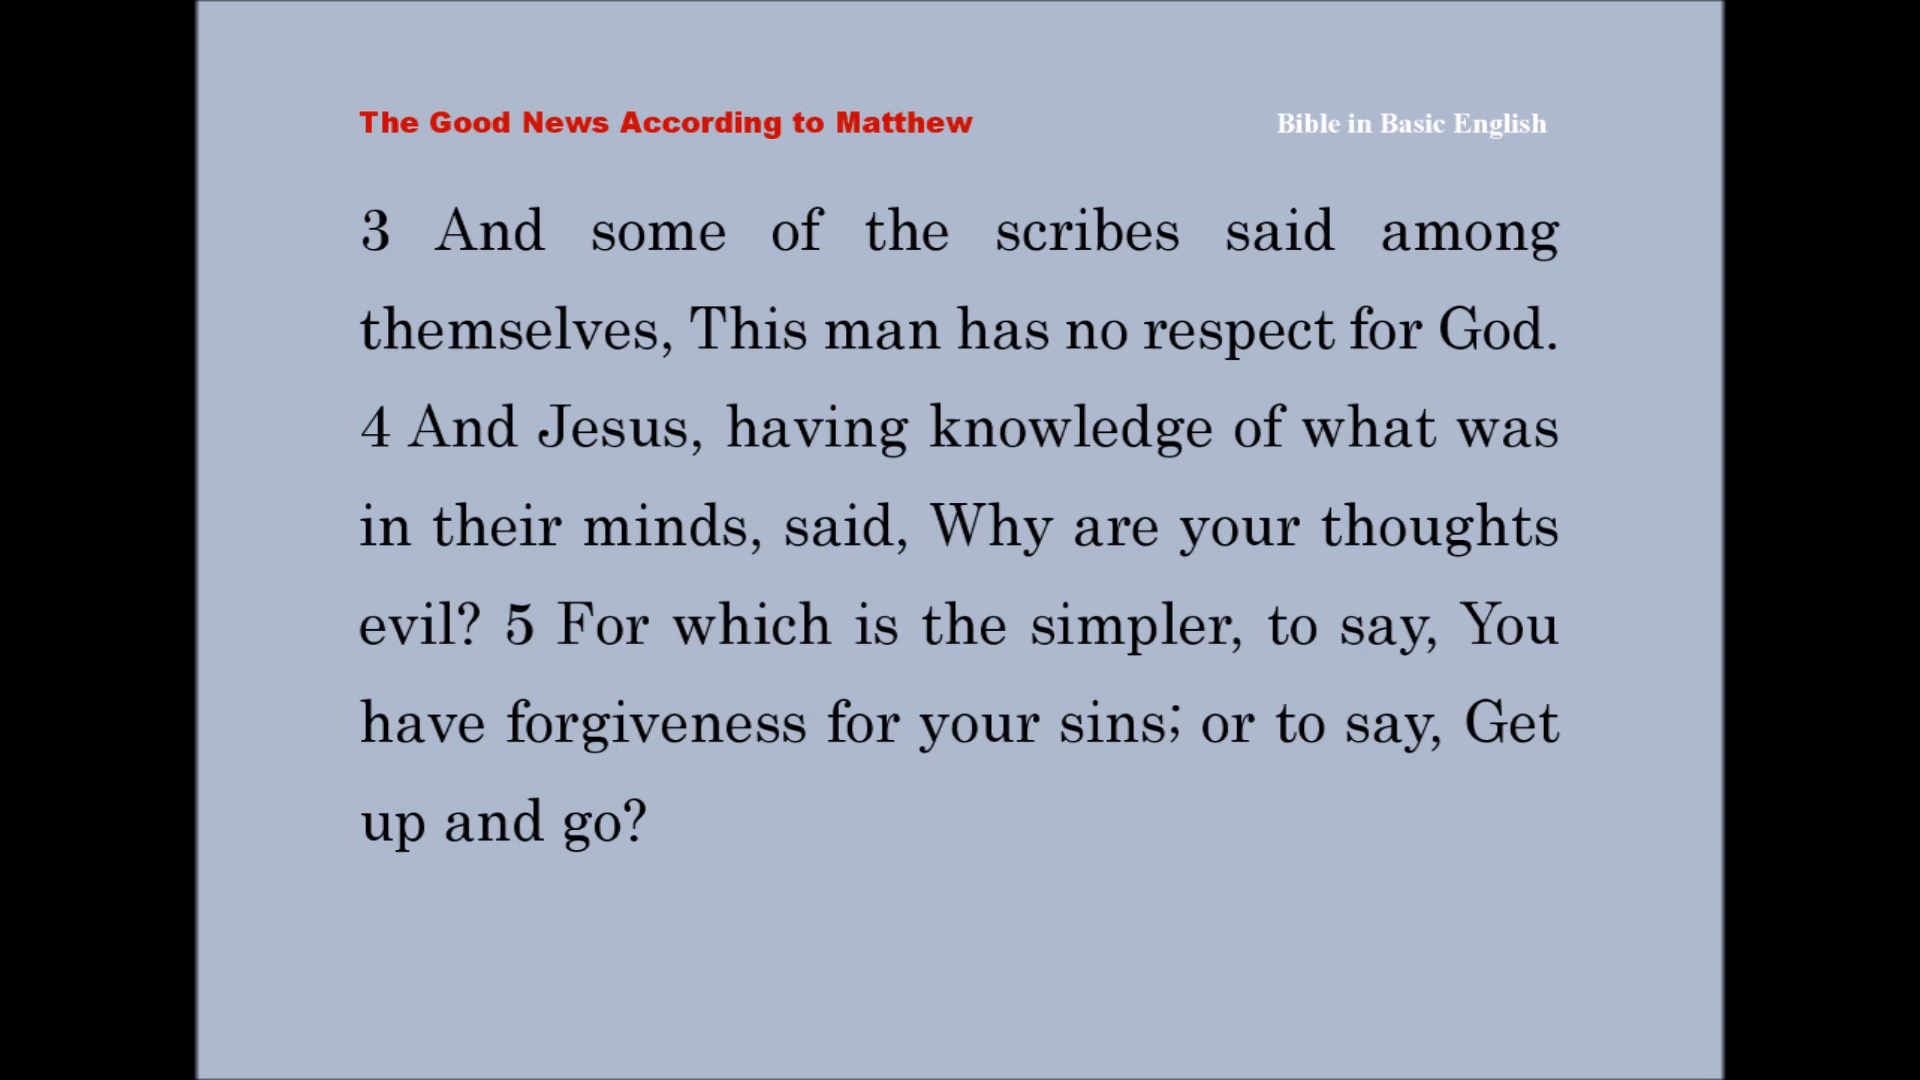 The Good News According to Matthew Bible in Basic English
3 And some of the scribes said among
themselves, This man has no respect for God.
4 And Jesus, having knowledge of what was
in their minds, said, Why are your thoughts
evil? 5 For which is the simpler, to say, You
have forgiveness for your sins; or to say, Get
up and go?